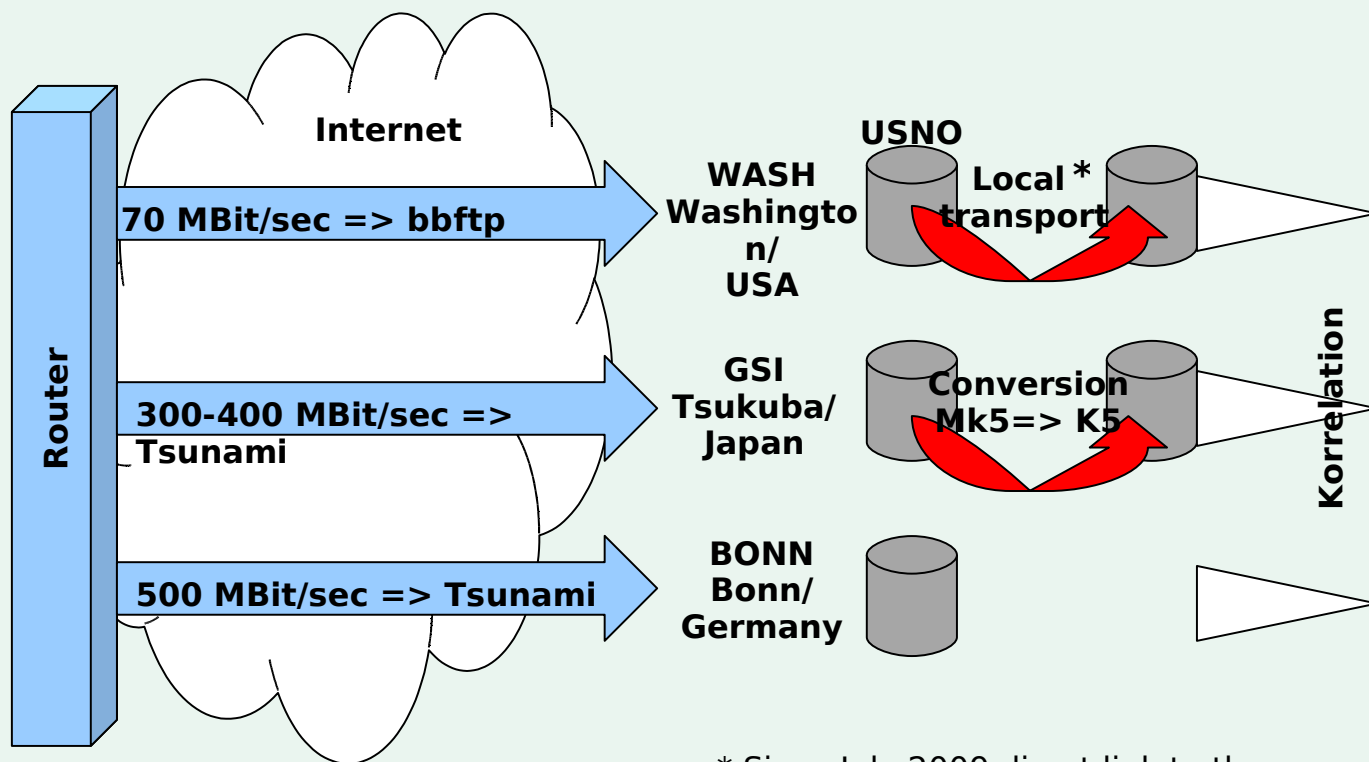 Internet
USNO
70 MBit/sec => bbftp
WASH
Washingto
n/
USA
Local *
transport
Router
300-400 MBit/sec =>
Tsunami
GSI
Tsukuba/
Japan
Conversion
Mk5=> K5
Korrelation
500 MBit/sec => Tsunami
BONN
Bonn/
Germany